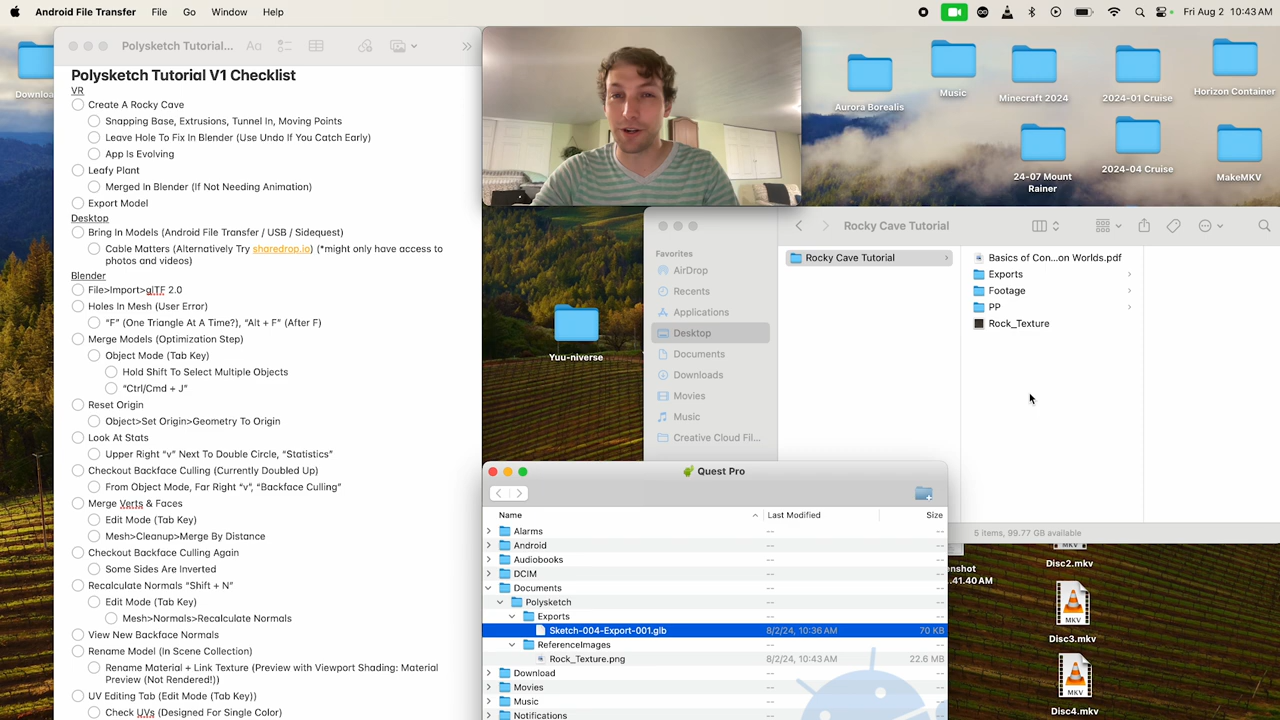 Android File Transfer File Go Window Help
Fri Aug 2 10:43 AM
Polysketch Tutorial...
Aa
Polysketch Tutorial V1 Checklist
VR
Create A Rocky Cave
Snapping Base, Extrusions, Tunnel In, Moving Points
Leave Hole To Fix In Blender (Use Undo If You Catch Early)
App Is Evolving
Leafy Plant
Merged In Blender (If Not Needing Animation)
Export Model
Desktop
Bring In Models (Android File Transfer / USB / Sidequest)
Cable Matters (Alternatively Try sharedrop.io) (*might only have access to
photos and videos)
Blender
File>Import>glTF 2.0
Holes In Mesh (User Error)
“F” (One Triangle At A Time?), “Alt + F” (After F)
Merge Models (Optimization Step)
Object Mode (Tab Key)
Hold Shift To Select Multiple Objects
“Ctrl/Cmd + J”
Reset Origin
Object>Set Origin>Geometry To Origin
Look At Stats
Upper Right “v” Next To Double Circle, “Statistics”
Checkout Backface Culling (Currently Doubled Up)
From Object Mode, Far Right “v”, “Backface Culling”
Merge Verts & Faces
Edit Mode (Tab Key)
Mesh>Cleanup>Merge By Distance
Checkout Backface Culling Again
Some Sides Are Inverted
Recalculate Normals “Shift + N”
Edit Mode (Tab Key)
Mesh>Normals>Recalculate Normals
View New Backface Normals
Rename Model (In Scene Collection)
Rename Material + Link Texture (Preview with Viewport Shading: Material
Preview (Not Rendered!))
UV Editing Tab (Edit Mode (Tab Key))
Check UVs (Designed For Single Color)
Aurora Borealis
Music
Minecraft 2024
2024-01 Cruise
Horizon Container
24-07 Mount
Rainer
2024-04 Cruise
MakeMKV
Yuu-niverse
Rocky Cave Tutorial
Favorites
AirDrop
Recents
Applications
Desktop
Documents
Downloads
Movies
Music
Creative Cloud Fil...
Rocky Cave Tutorial
Basics of Con...on Worlds.pdf
Exports
Footage
PP
Rock_Texture
5 items, 99.77 GB available
Quest Pro
Name Last Modified Size
Alarms -- --
Android -- --
Audiobooks -- --
DCIM -- --
Documents -- --
Polysketch -- --
Exports -- --
Sketch-004-Export-001.glb 8/2/24, 10:36 AM 70 KB
ReferenceImages -- --
Rock_Texture.png 8/2/24, 10:43 AM 22.6 MB
Download -- --
Movies -- --
Music -- --
Notifications -- --
Disc2.mkv
MKV
Disc3.mkv
MKV
Disc4.mkv